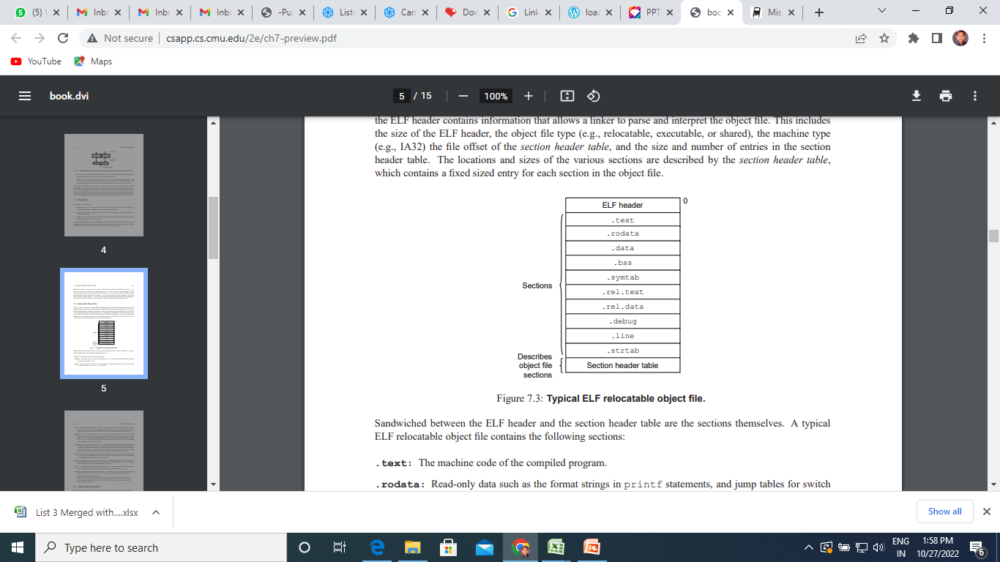 (5) \
Inbo
Inbo
Inbo
-Pu
List
Can
Dov
Link
loac
PPT
boo
Mis
Not secure
csapp.cs.cmu.edu/2e/ch7-preview.pdf
YouTube
Maps
book.dvi
5 / 15
100%
the ELF header contains information that allows a linker to parse and interpret the object file. This includes
the size of the ELF header, the object file type (e.g., relocatable, executable, or shared), the machine type
(e.g., IA32) the file offset of the section header table, and the size and number of entries in the section
header table. The locations and sizes of the various sections are described by the section header table,
which contains a fixed sized entry for each section in the object file.
ELF header
0
.text
.rodata
.data
.bss
.symtab
Sections
.rel.text
.rel.data
.debug
.line
.strtab
Describes
object file
sections
Section header table
Figure 7.3: Typical ELF relocatable object file.
Sandwiched between the ELF header and the section header table are the sections themselves. A typical
ELF relocatable object file contains the following sections:
.text: The machine code of the compiled program.
.rodata: Read-only data such as the format strings in printf statements, and jump tables for switch
4
5
List 3 Merged with....xlsx
Show all
Type here to search
ENG
IN
1:58 PM
10/27/2022
6